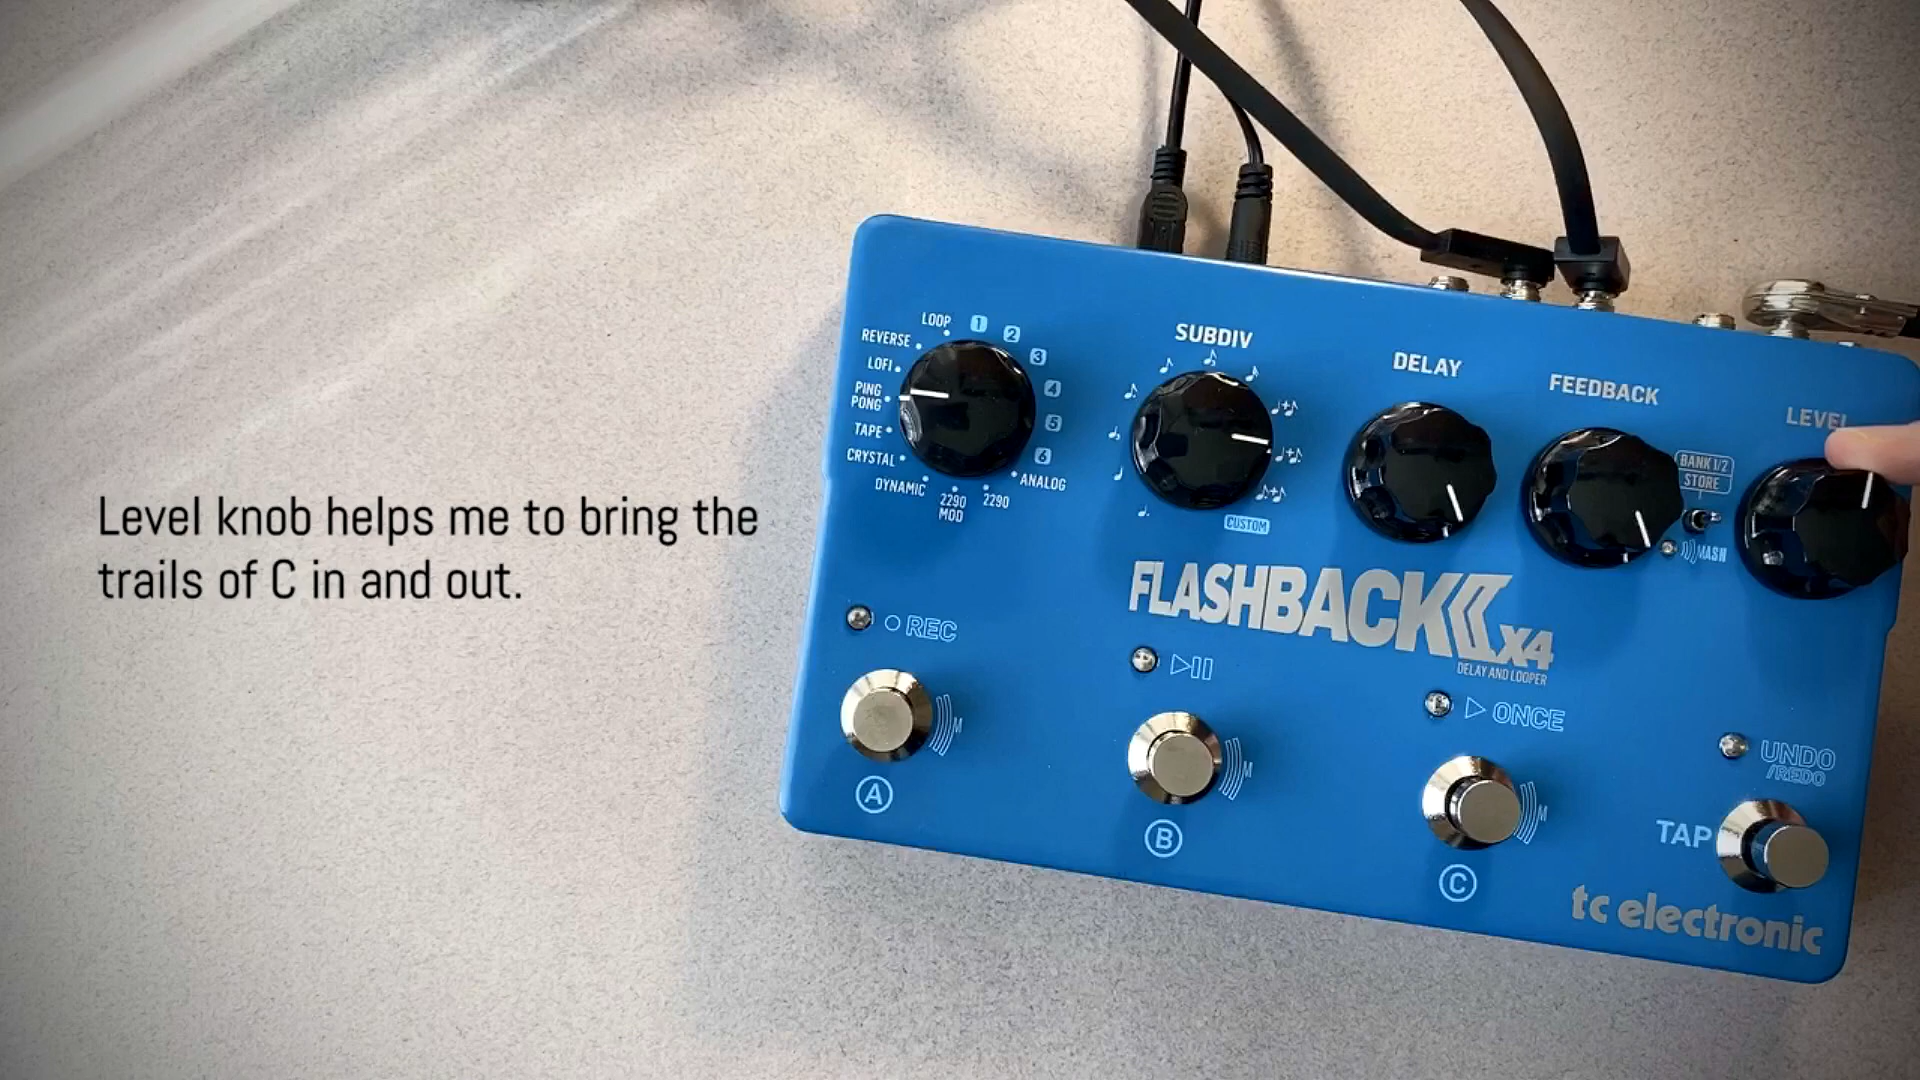 Level knob helps me to bring the
trails of C in and out.
LOOP
1
2
3
4
5
6
REVERSE
LOFI
PING
PONG
TAPE
CRYSTAL
DYNAMIC
2290
MOD
2290
ANALOG
SUBDIV
CUSTOM
DELAY
FEEDBACK
BANK 1/2
STORE
MASH
LEVEL
FLASHBACK II X4
DELAY AND LOOPER
REC
M
A
M
B
ONCE
M
C
UNDO
/REDO
TAP
tc electronic